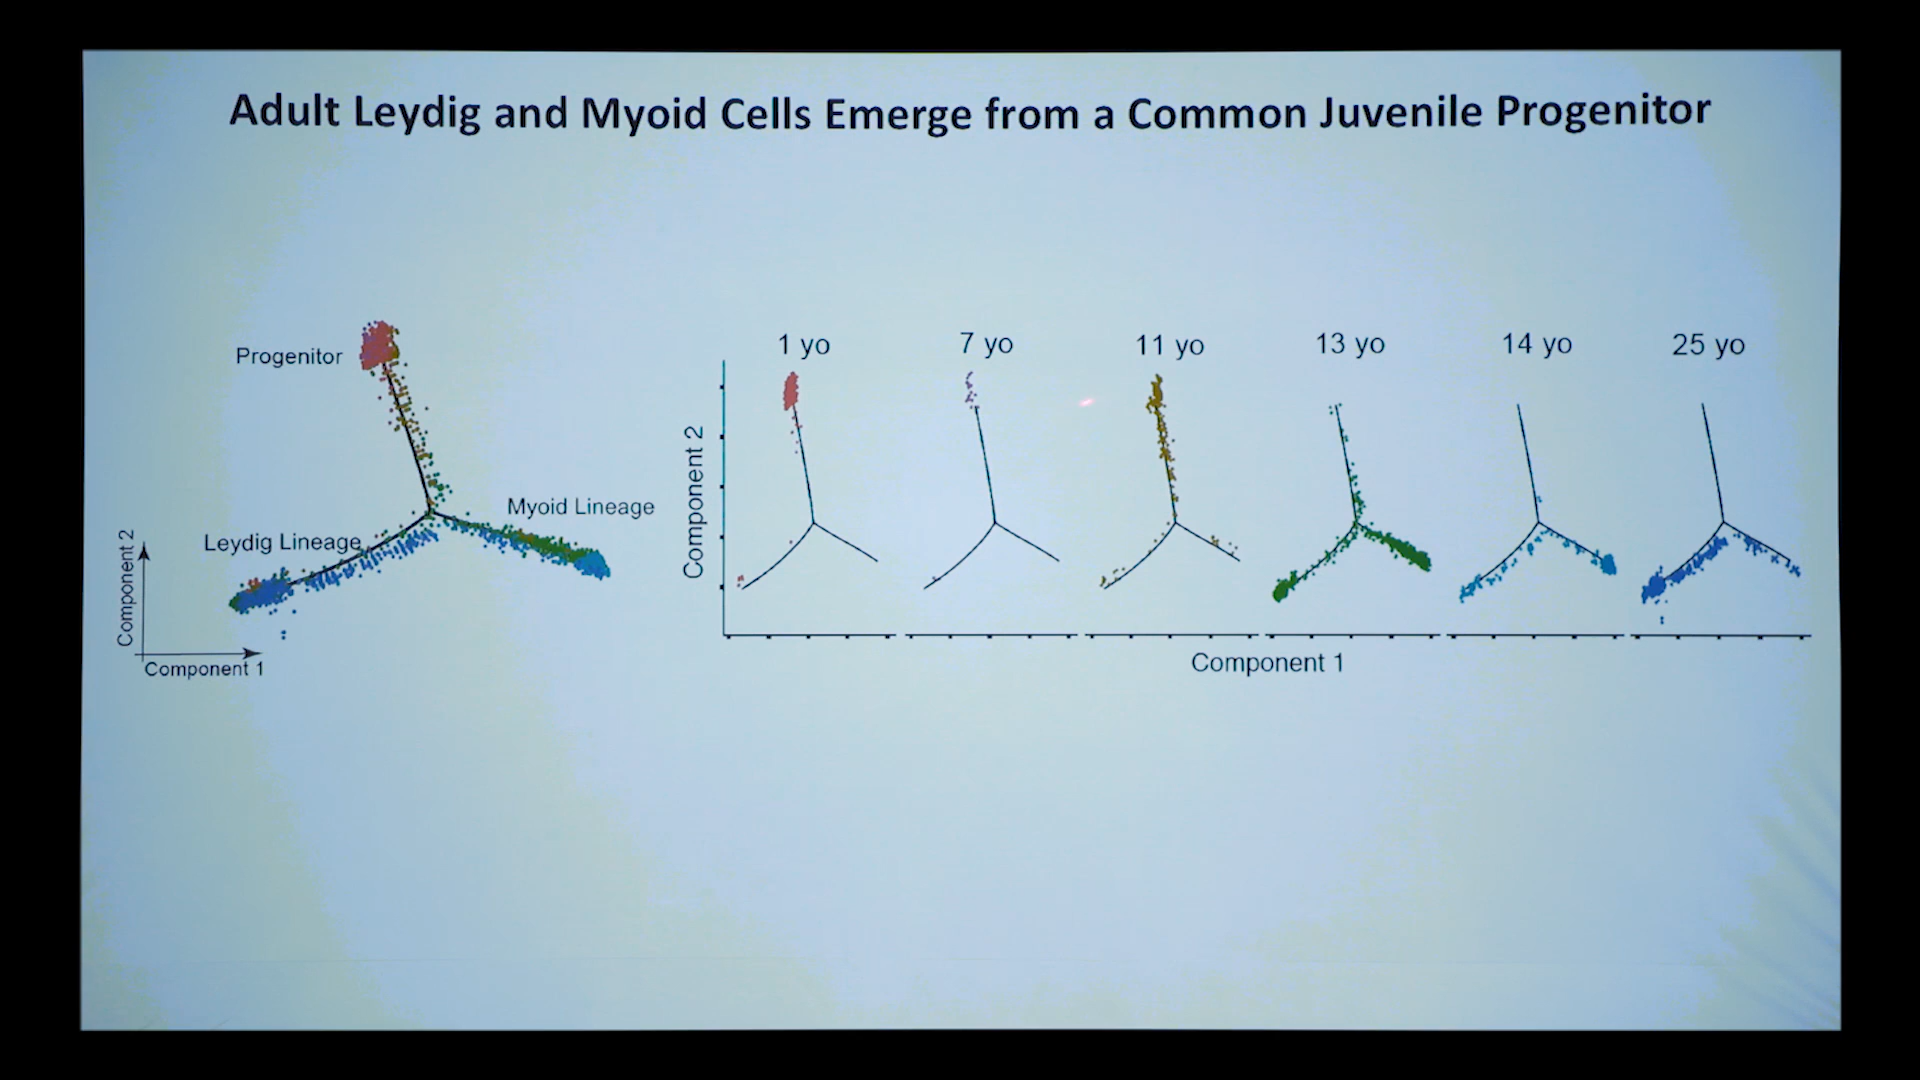 Adult Leydig and Myoid Cells Emerge from a Common Juvenile Progenitor
Progenitor
Myoid Lineage
Leydig Lineage
Component 2
Component 1
1 yo
7 yo
11 yo
13 yo
14 yo
25 yo
Component 2
Component 1